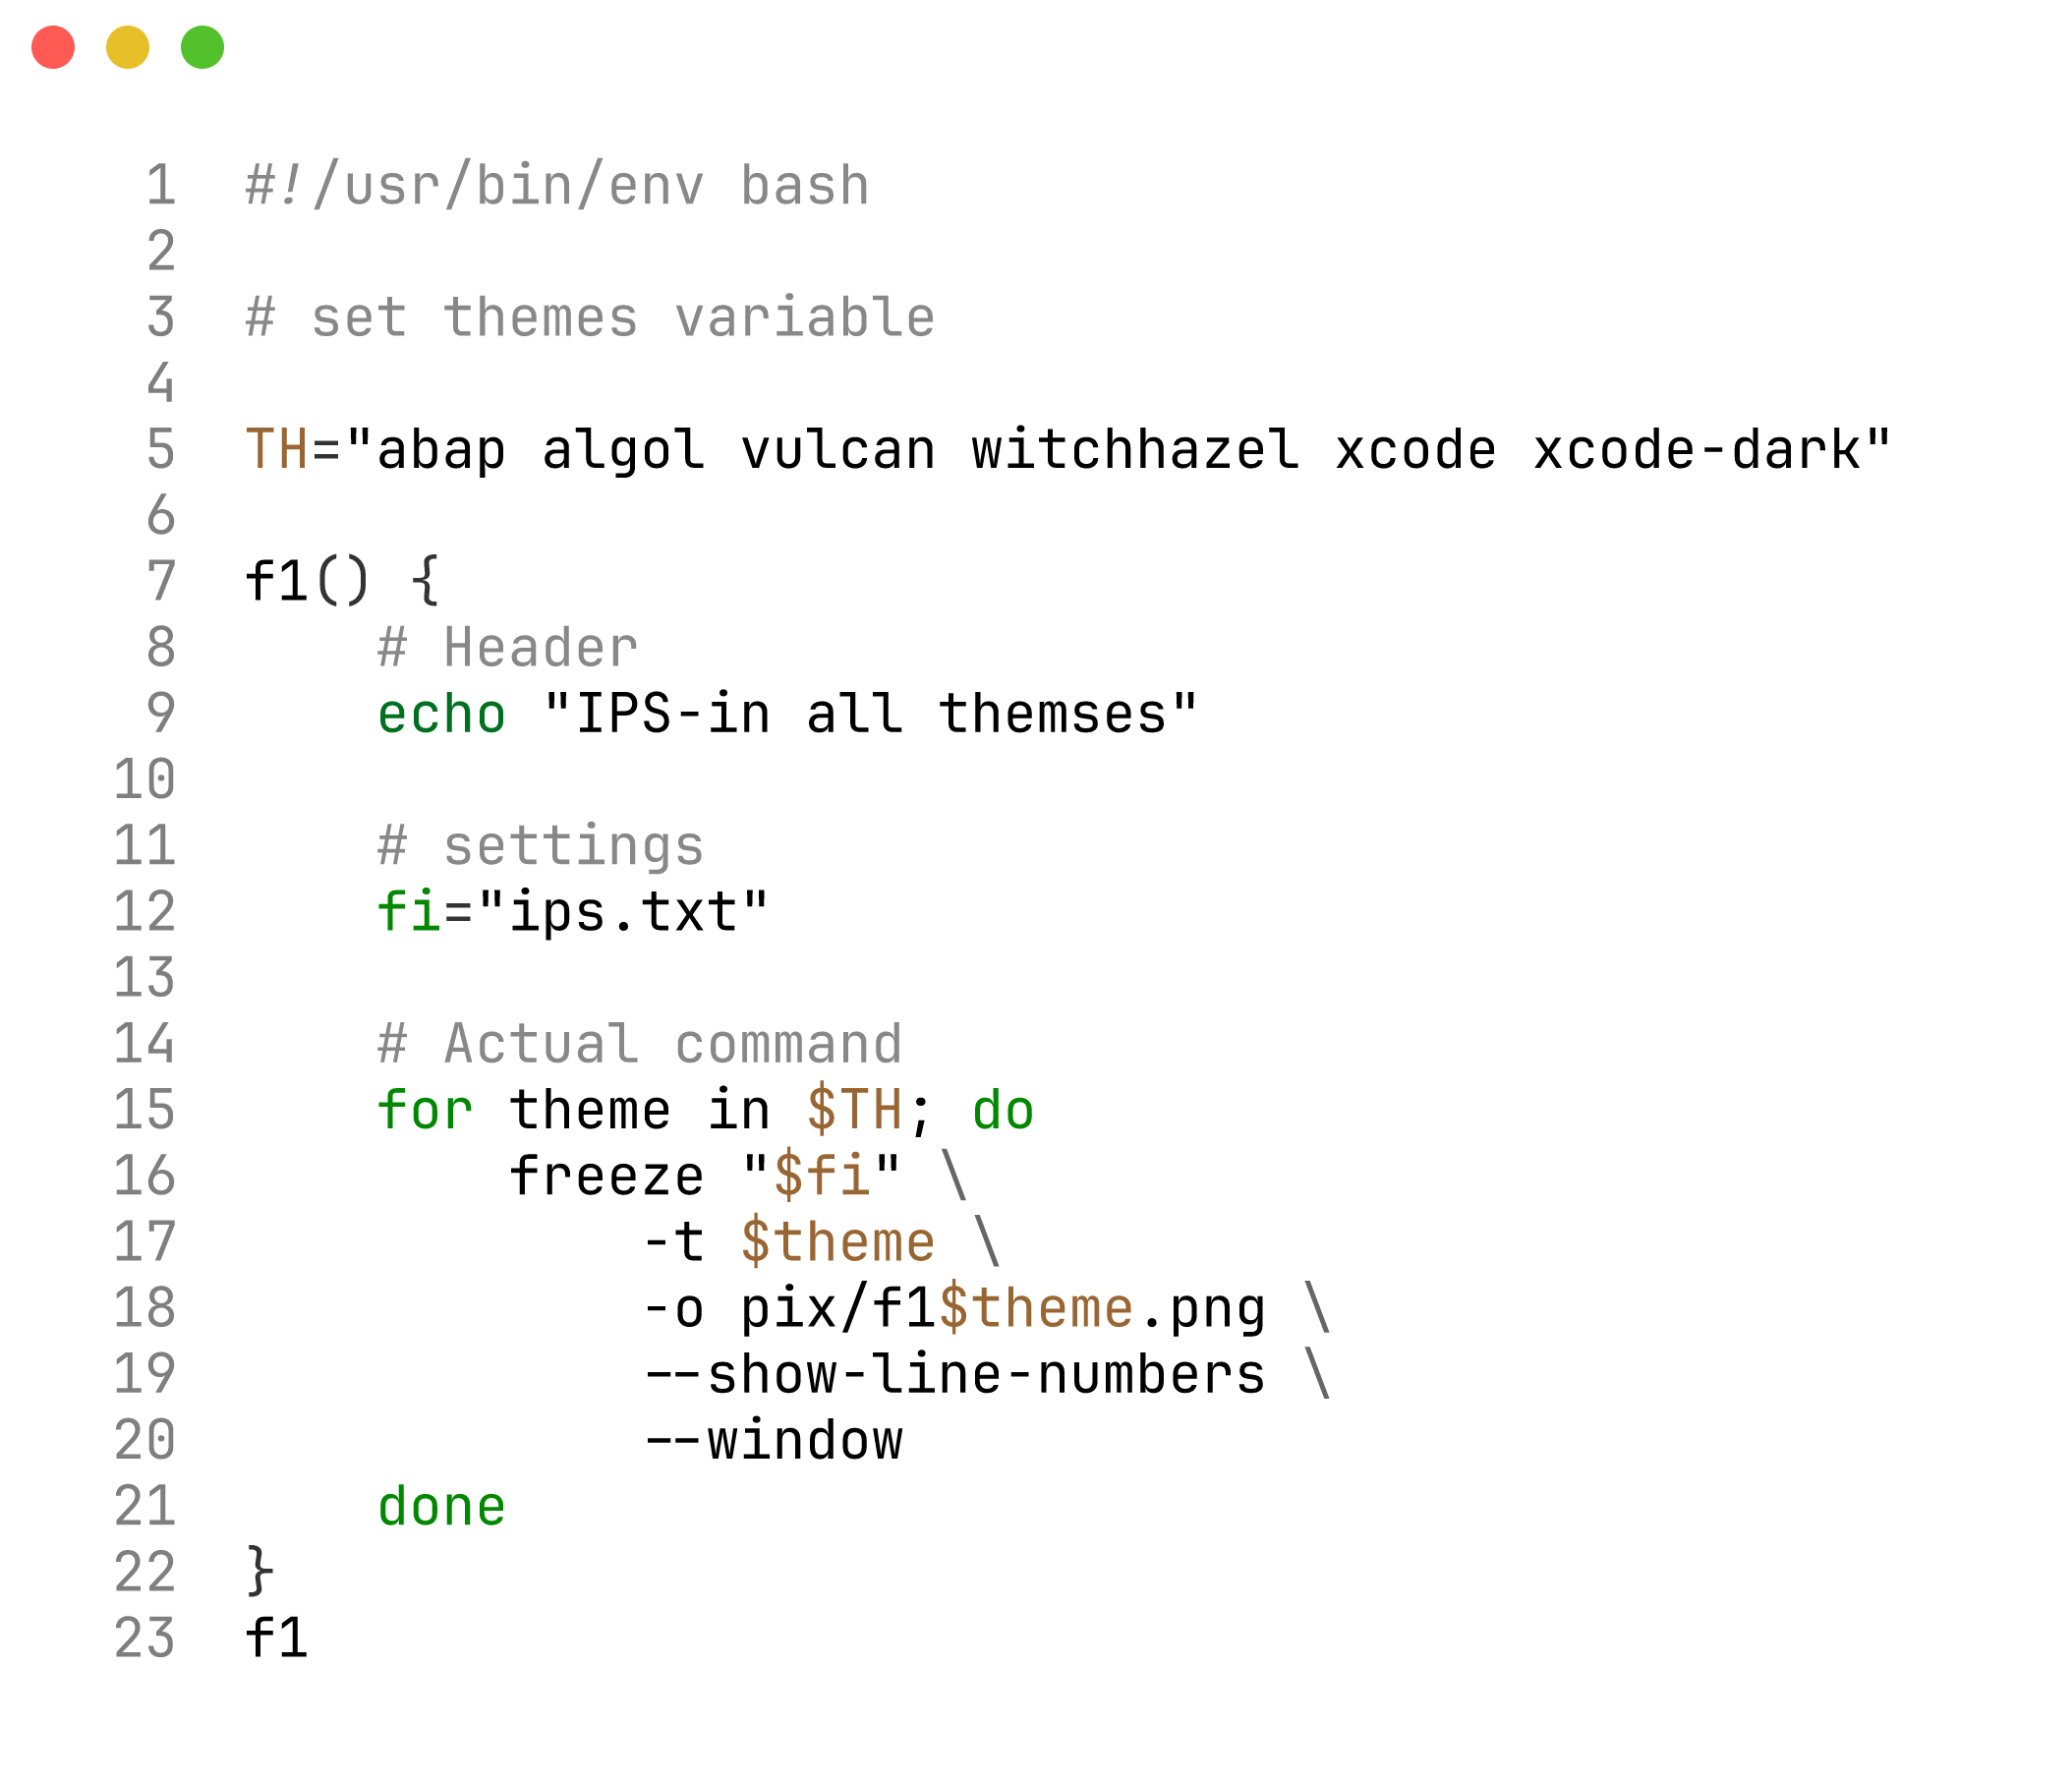 1 #!/usr/bin/env bash
2
3 # set themes variable
4
5 TH="abap algol vulcan witchhazel xcode xcode-dark"
6
7 f1() {
8     # Header
9     echo "IPS-in all themses"
10
11     # settings
12     fi="ips.txt"
13
14     # Actual command
15     for theme in $TH; do
16         freeze "$fi" \
17             -t $theme \
18             -o pix/f1$theme.png \
19             --show-line-numbers \
20             --window
21     done
22 }
23 f1